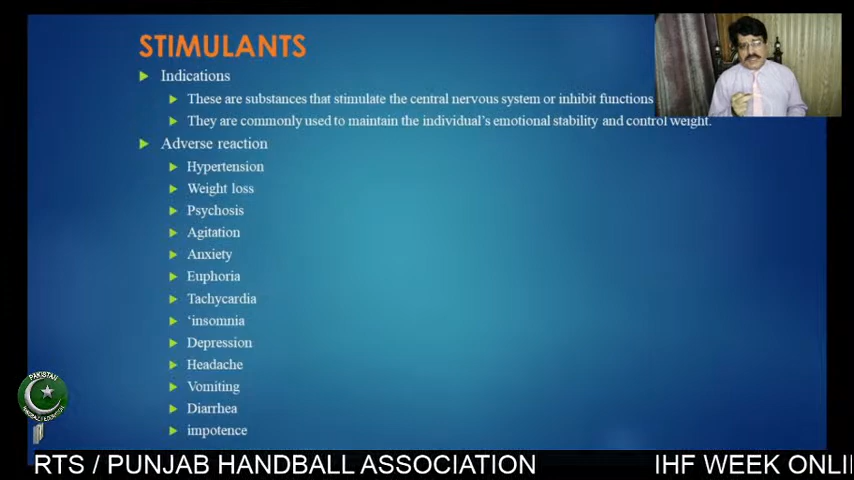 STIMULANTS
Indications
These are substances that stimulate the central nervous system or inhibit functions
They are commonly used to maintain the individual's emotional stability and control weight.
Adverse reaction
Hypertension
Weight loss
Psychosis
Agitation
Anxiety
Euphoria
Tachycardia
‘insomnia
Depression
Headache
Vomiting
Diarrhea
impotence
PAKISTAN
RTS / PUNJAB HANDBALL ASSOCIATION IHF WEEK ONLI